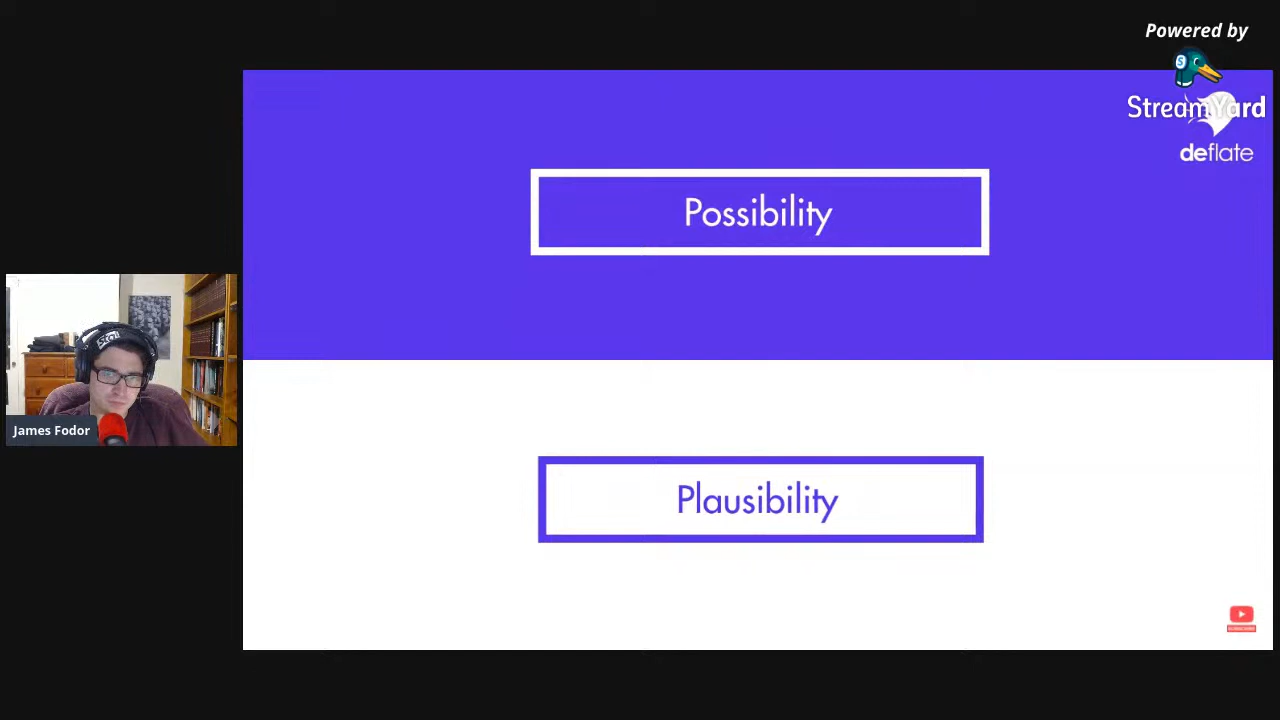 Powered by
StreamYard
deflate
Possibility
James Fodor
Plausibility